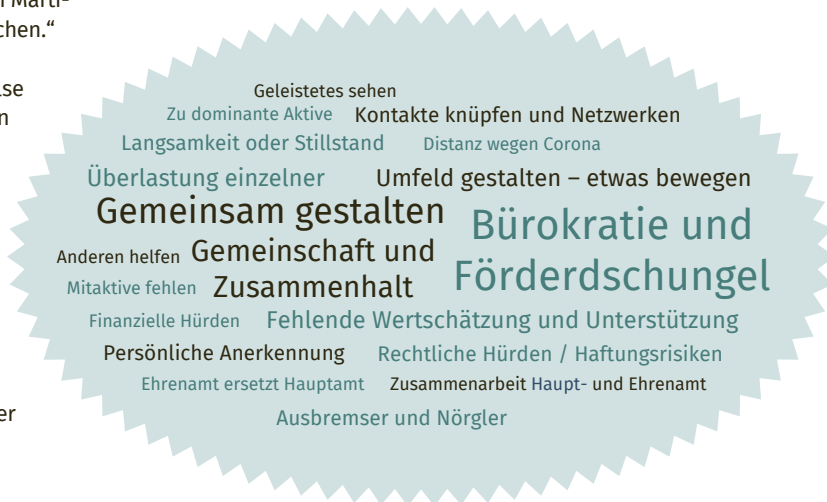 chen.“
Geleistetes sehen
Zu dominante Aktive Kontakte knüpfen und Netzwerken
Langsamkeit oder Stillstand Distanz wegen Corona
Überlastung einzelner Umfeld gestalten – etwas bewegen
Gemeinsam gestalten
Bürokratie und
Förderdschungel
Anderen helfen Gemeinschaft und
Zusammenhalt
Mitaktive fehlen
Finanzielle Hürden Fehlende Wertschätzung und Unterstützung
Persönliche Anerkennung Rechtliche Hürden / Haftungsrisiken
Ehrenamt ersetzt Hauptamt Zusammenarbeit Haupt- und Ehrenamt
er
Ausbremser und Nörgler